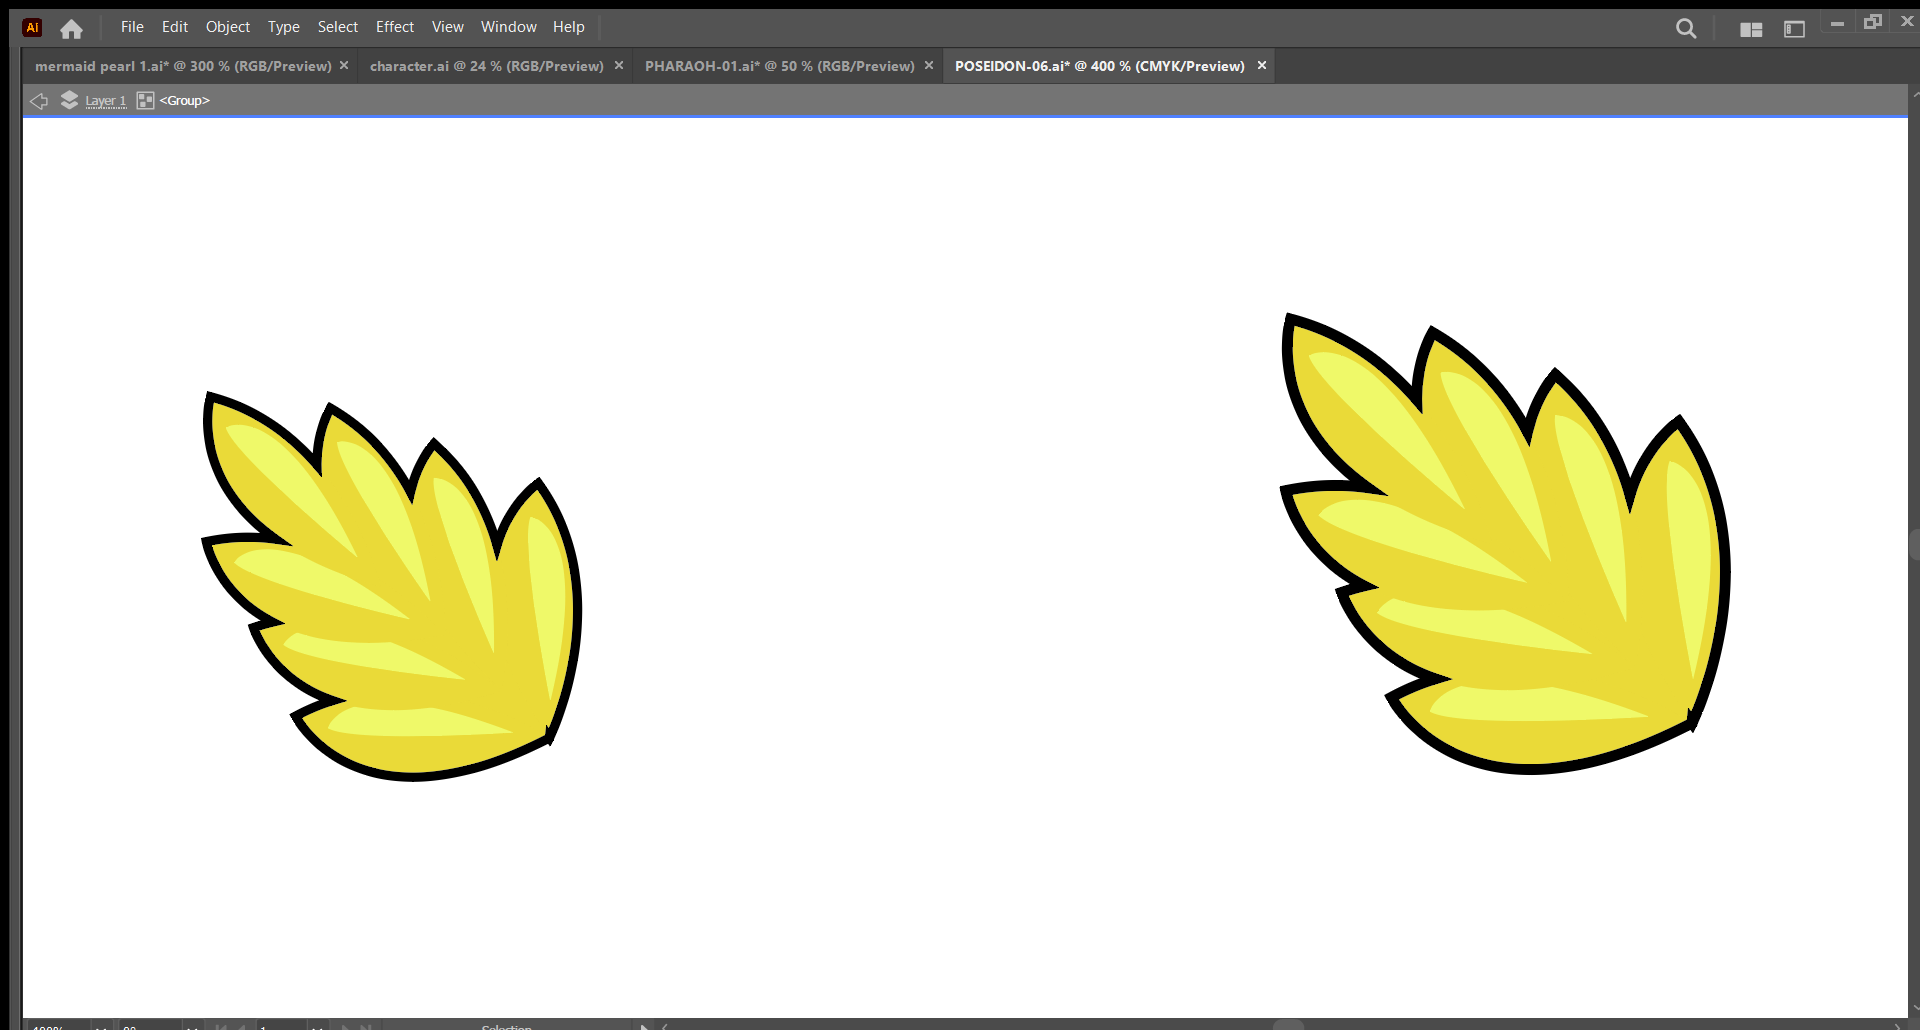 Ai File Edit Object Type Select Effect View Window Help
mermaid pearl 1.ai* @ 300 % (RGB/Preview) × character.ai @ 24 % (RGB/Preview) × PHARAOH-01.ai* @ 50 % (RGB/Preview) × POSEIDON-06.ai* @ 400 % (CMYK/Preview) ×
Layer 1 <Group>
Selection